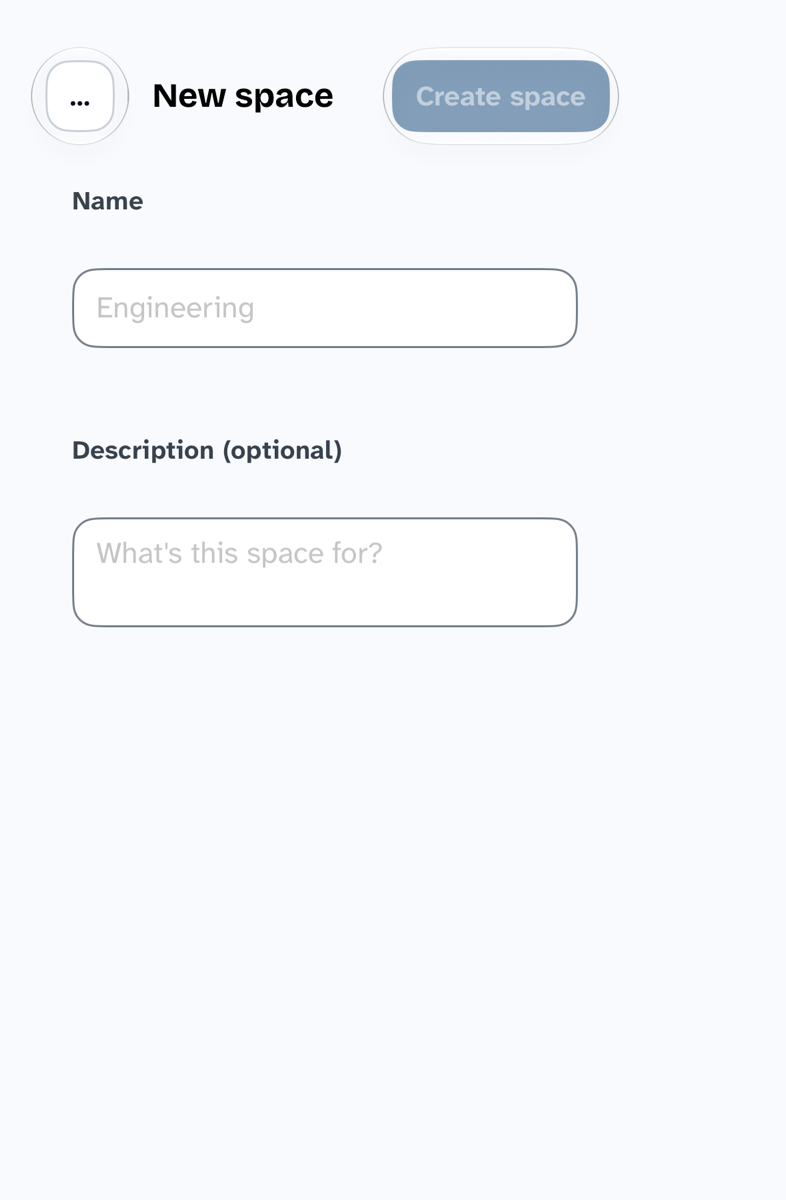 ...
New space
Create space
Name
Engineering
Description (optional)
What's this space for?